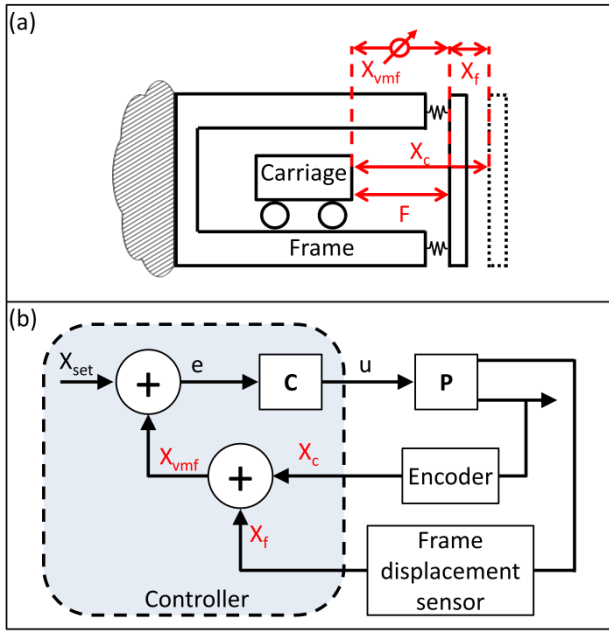 (a)
X_vmf
X_f
X_c
Carriage
F
Frame
(b)
X_set
+
e
C
u
P
X_vmf
+
X_c
Encoder
X_f
Frame
displacement
sensor
Controller